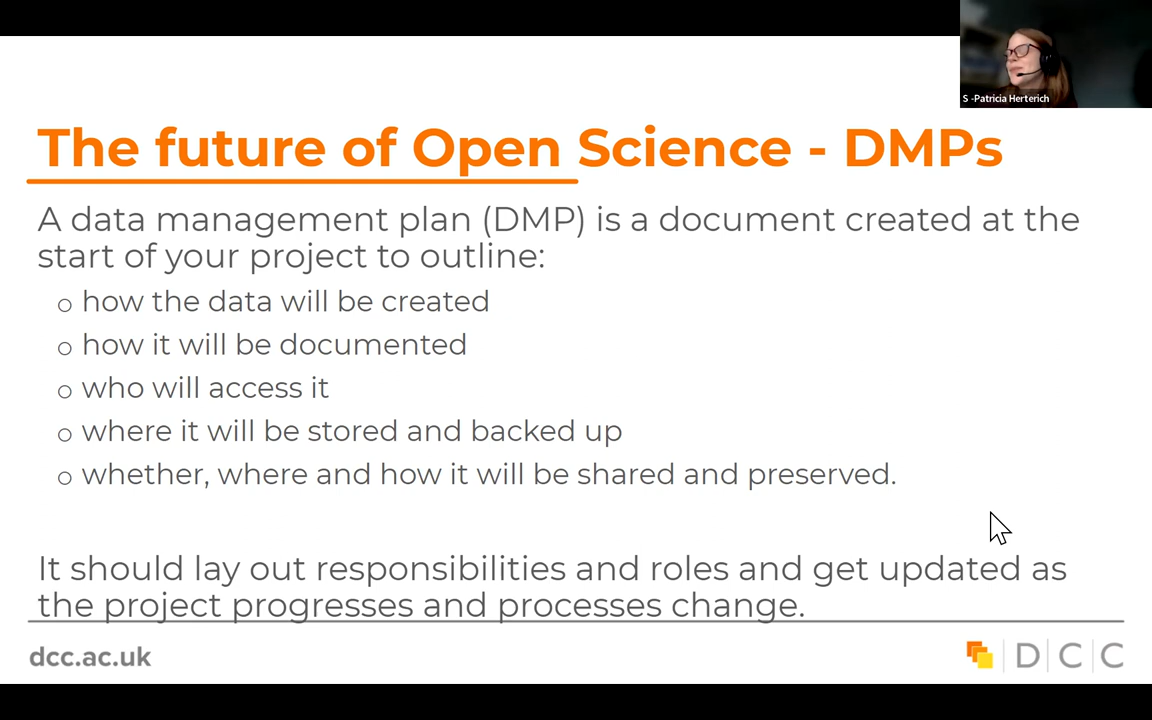 S -Patricia Herterich
The future of Open Science - DMPs
A data management plan (DMP) is a document created at the
start of your project to outline:
o how the data will be created
o how it will be documented
o who will access it
o where it will be stored and backed up
o whether, where and how it will be shared and preserved.
It should lay out responsibilities and roles and get updated as
the project progresses and processes change.
dcc.ac.uk
D|C|C